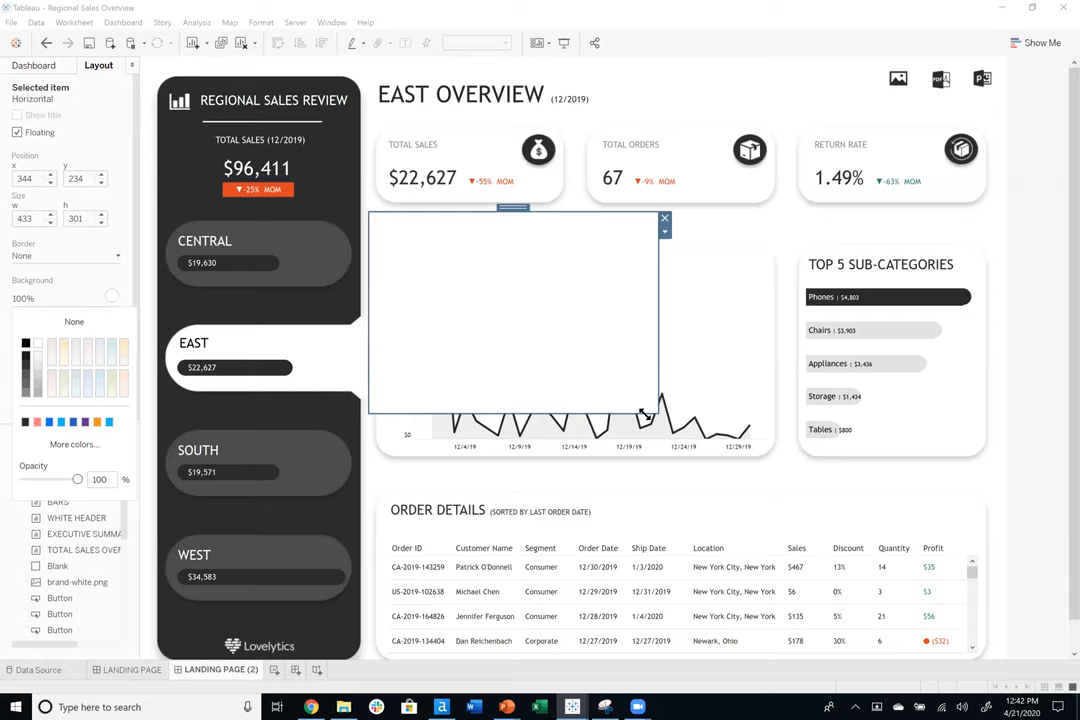 Tableau - Regional Sales Overview
File Data Worksheet Dashboard Story Analysis Map Format Server Window Help
Show Me
Dashboard Layout
Selected item
Horizontal
Show title
Floating
Position
x y
344 234
Size
w h
433 301
Border
None
Background
100%
None
More colors...
Opacity
100 %
BARS
WHITE HEADER
EXECUTIVE SUMMA
TOTAL SALES OVER
Blank
brand-white.png
Button
Button
Button
REGIONAL SALES REVIEW
TOTAL SALES (12/2019)
$96,411
▼-25% MOM
CENTRAL
$19,630
EAST
$22,627
SOUTH
$19,571
WEST
$34,583
Lovelytics
EAST OVERVIEW (12/2019)
PDF
P
TOTAL SALES
$22,627 ▼-55% MOM
TOTAL ORDERS
67 ▼-9% MOM
RETURN RATE
1.49% ▼-63% MOM
$0
12/4/19 12/9/19 12/14/19 12/19/19 12/24/19 12/29/19
TOP 5 SUB-CATEGORIES
Phones | $4,803
Chairs | $3,903
Appliances | $3,436
Storage | $1,434
Tables | $800
ORDER DETAILS (SORTED BY LAST ORDER DATE)
Order ID Customer Name Segment Order Date Ship Date Location Sales Discount Quantity Profit
CA-2019-143259 Patrick O'Donnell Consumer 12/30/2019 1/3/2020 New York City, New York $467 13% 14 $35
US-2019-102638 Michael Chen Consumer 12/29/2019 12/31/2019 New York City, New York $6 0% 3 $3
CA-2019-164826 Jennifer Ferguson Consumer 12/28/2019 1/4/2020 New York City, New York $135 5% 21 $56
CA-2019-134404 Dan Reichenbach Corporate 12/27/2019 12/27/2019 Newark, Ohio $178 30% 6 ($32)
Data Source LANDING PAGE LANDING PAGE (2)
Type here to search
12:42 PM
4/21/2020